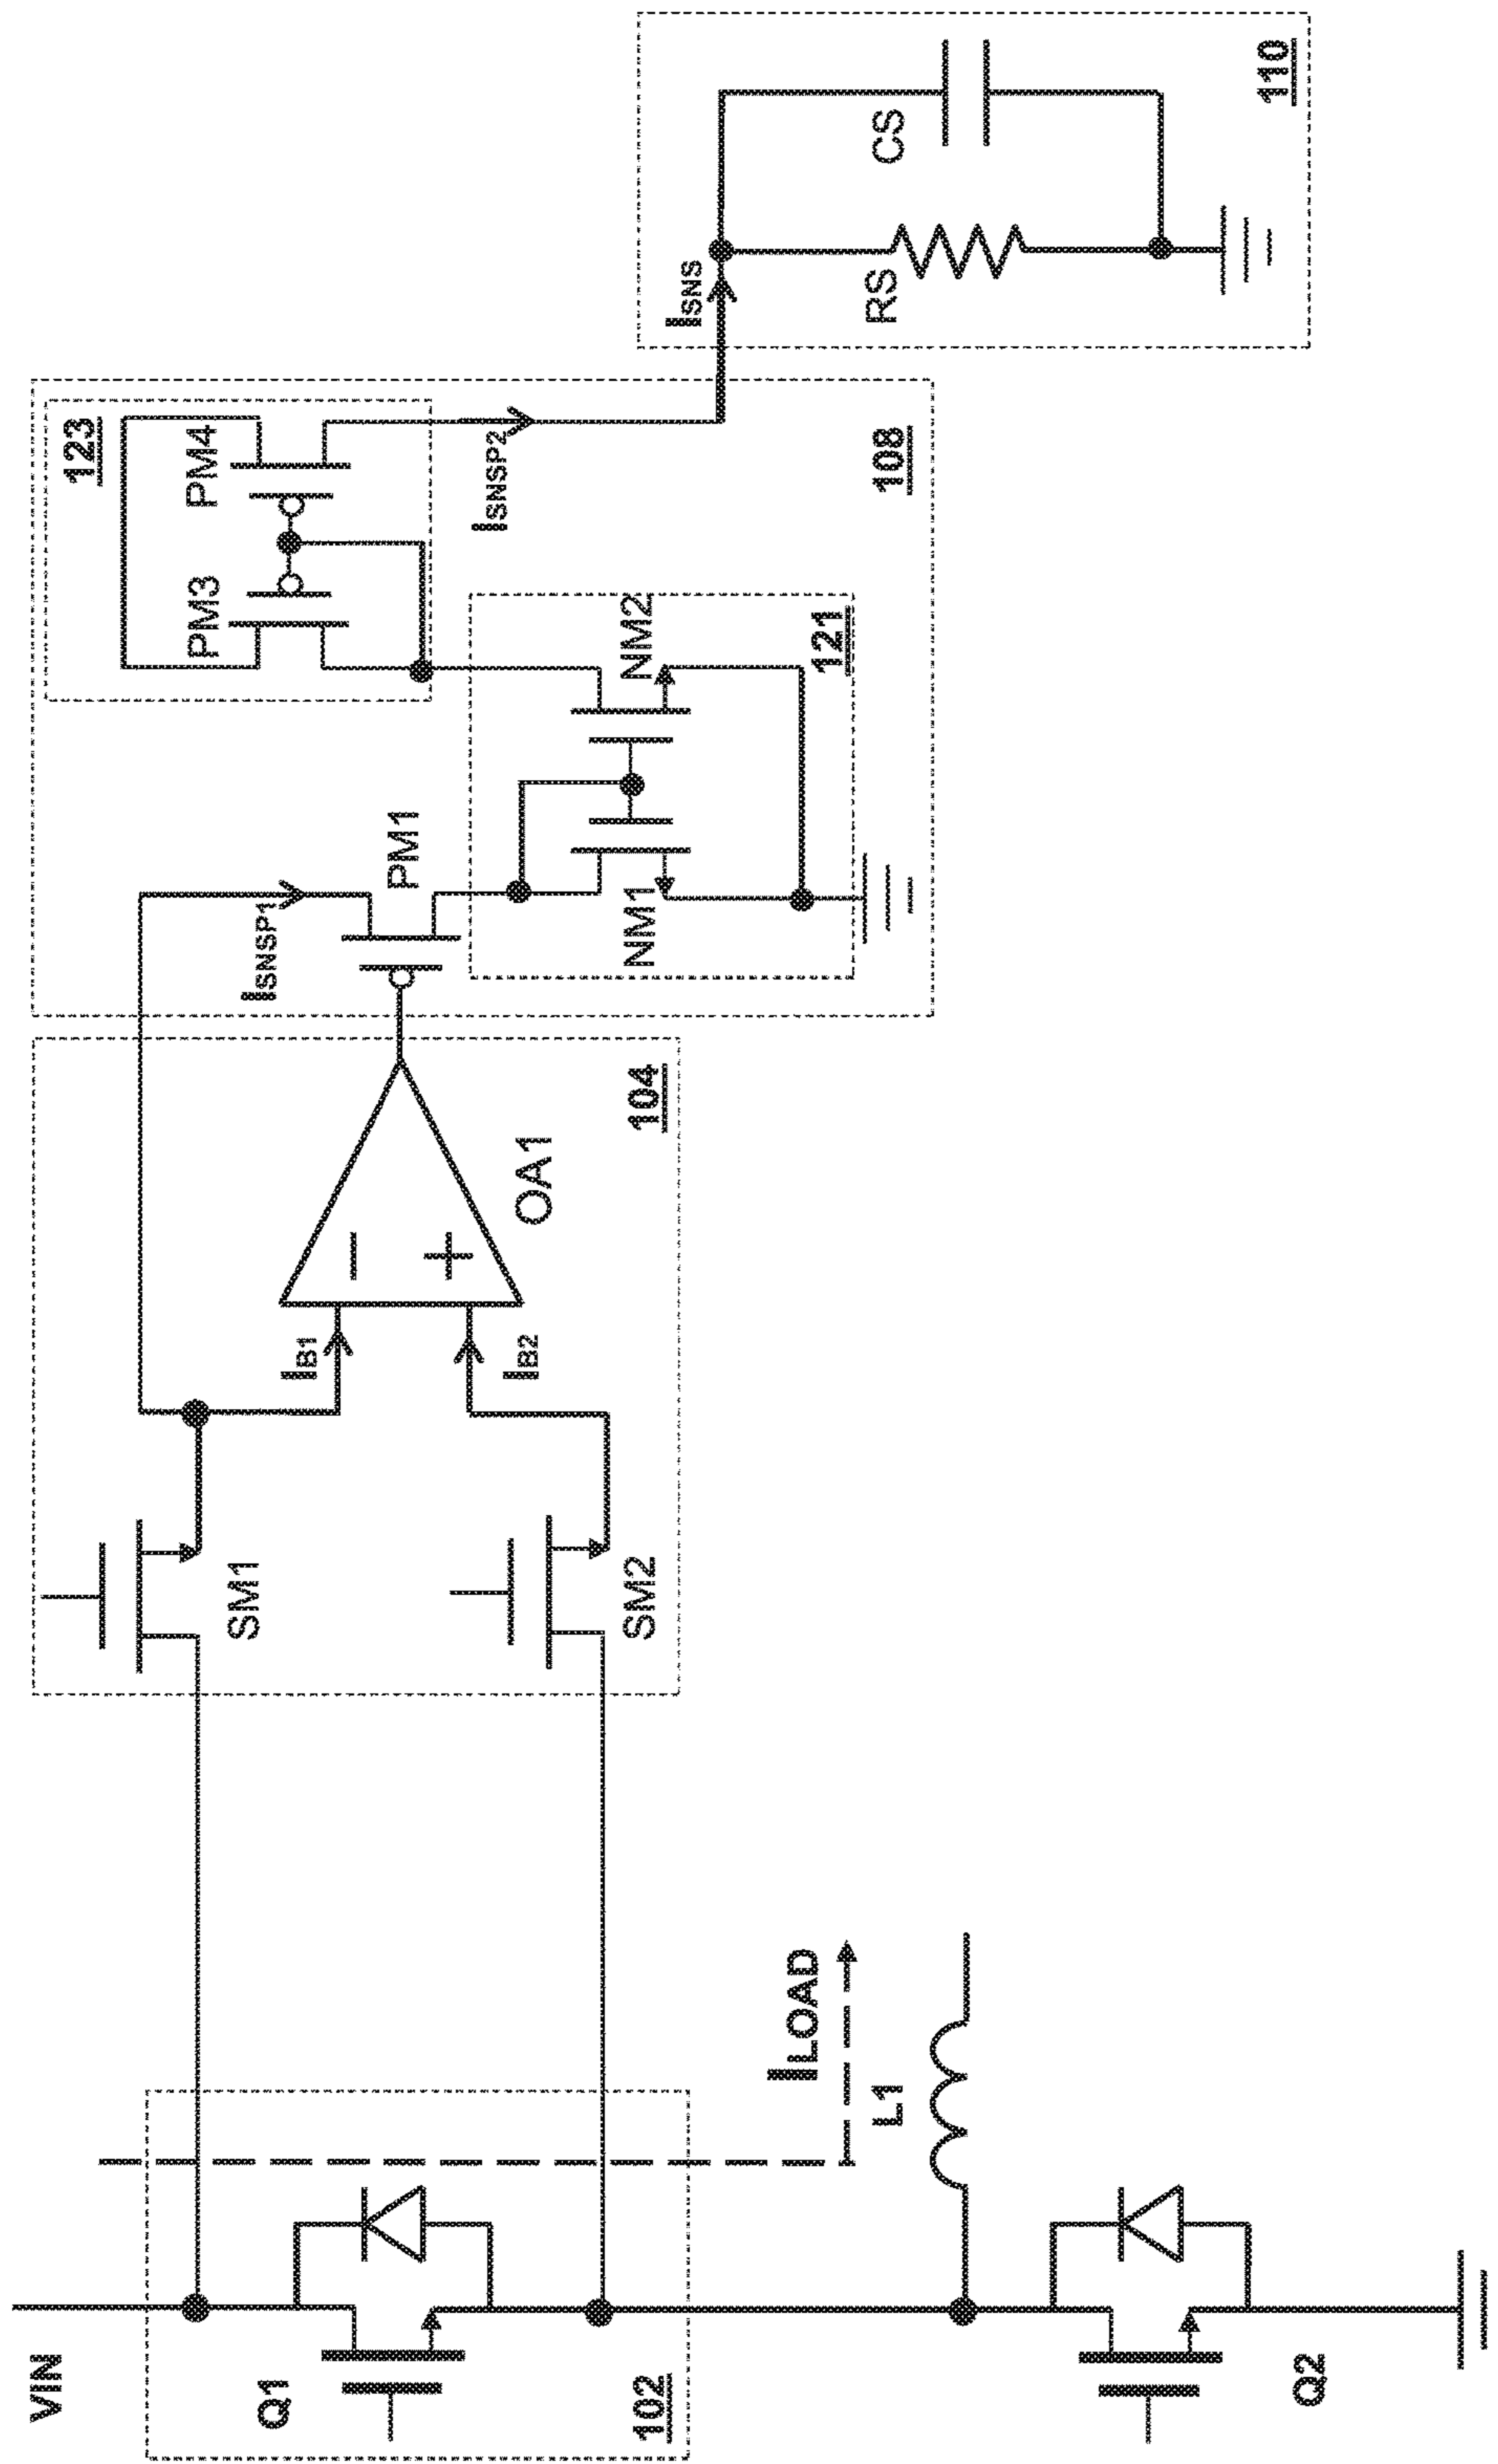 VIN
Q1
102
Q2
L1
ILOAD
SM1
SM2
IB1
IB2
−
+
OA1
104
ISNSP1
PM1
NM1
NM2
121
PM3
PM4
123
ISNSP2
108
ISNS
RS
CS
110